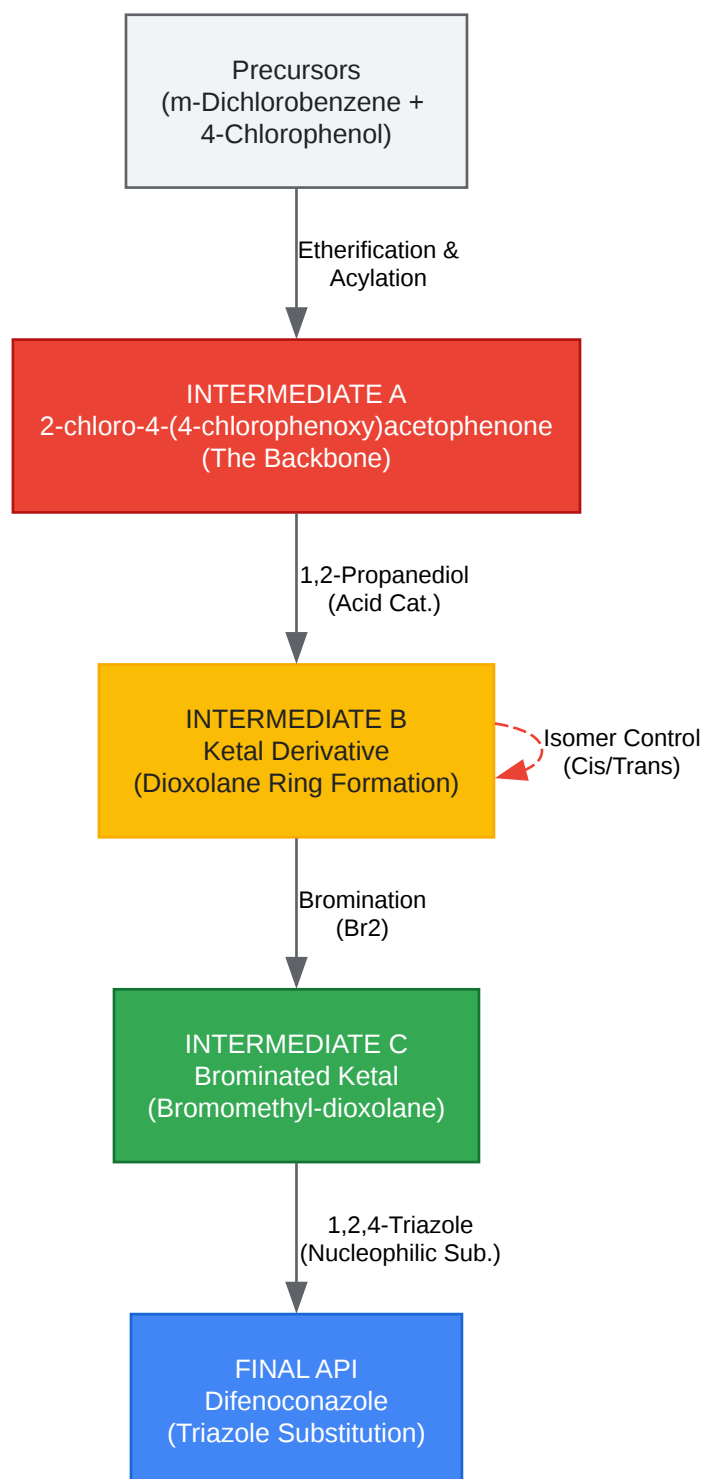 Precursors
(m-Dichlorobenzene +
4-Chlorophenol)
Etherification &
Acylation
INTERMEDIATE A
2-chloro-4-(4-chlorophenoxy)acetophenone
(The Backbone)
1,2-Propanediol
(Acid Cat.)
INTERMEDIATE B
Ketal Derivative
(Dioxolane Ring Formation)
Isomer Control
(Cis/Trans)
Bromination
(Br2)
INTERMEDIATE C
Brominated Ketal
(Bromomethyl-dioxolane)
1,2,4-Triazole
(Nucleophilic Sub.)
FINAL API
Difenoconazole
(Triazole Substitution)